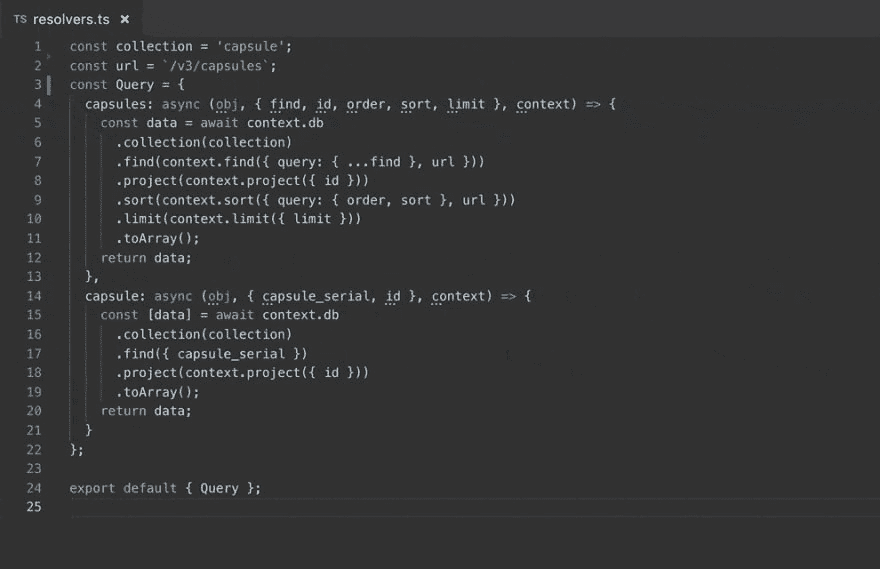 TS resolvers.ts ×
1 const collection = 'capsule';
2 const url = `/v3/capsules`;
3 const Query = {
4   capsules: async (obj, { find, id, order, sort, limit }, context) => {
5     const data = await context.db
6       .collection(collection)
7       .find(context.find({ query: { ...find }, url }))
8       .project(context.project({ id }))
9       .sort(context.sort({ query: { order, sort }, url }))
10       .limit(context.limit({ limit }))
11       .toArray();
12     return data;
13   },
14   capsule: async (obj, { capsule_serial, id }, context) => {
15     const [data] = await context.db
16       .collection(collection)
17       .find({ capsule_serial })
18       .project(context.project({ id }))
19       .toArray();
20     return data;
21   }
22 };
23
24 export default { Query };
25